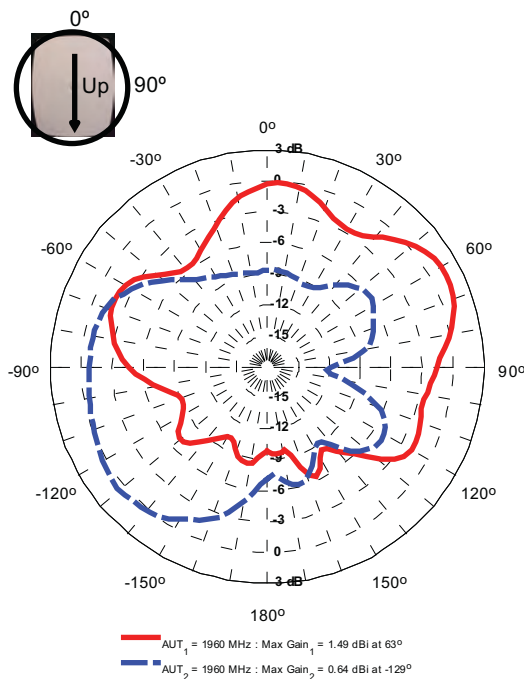 0º
Up
90º
0º
3 dB
-30º
30º
0
-3
-60º
60º
-6
-9
-12
-15
-90º
90º
-15
-12
-9
-120º
120º
-6
-3
0
-150º
150º
3 dB
180º
AUT₁ = 1960 MHz : Max Gain₁ = 1.49 dBi at 63º
AUT₂ = 1960 MHz : Max Gain₂ = 0.64 dBi at -129º